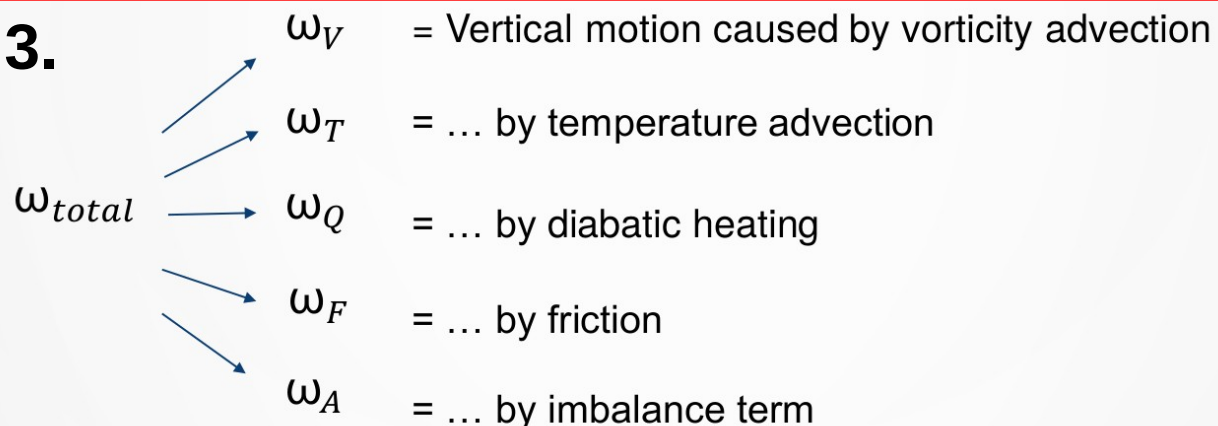 3.
ω_V = Vertical motion caused by vorticity advection
ω_T = … by temperature advection
ω_total
ω_Q = … by diabatic heating
ω_F = … by friction
ω_A = … by imbalance term